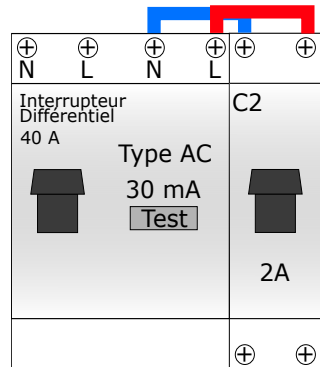 N L N L
Interrupteur
Différentiel
40 A
Type AC
30 mA
Test
C2
2A